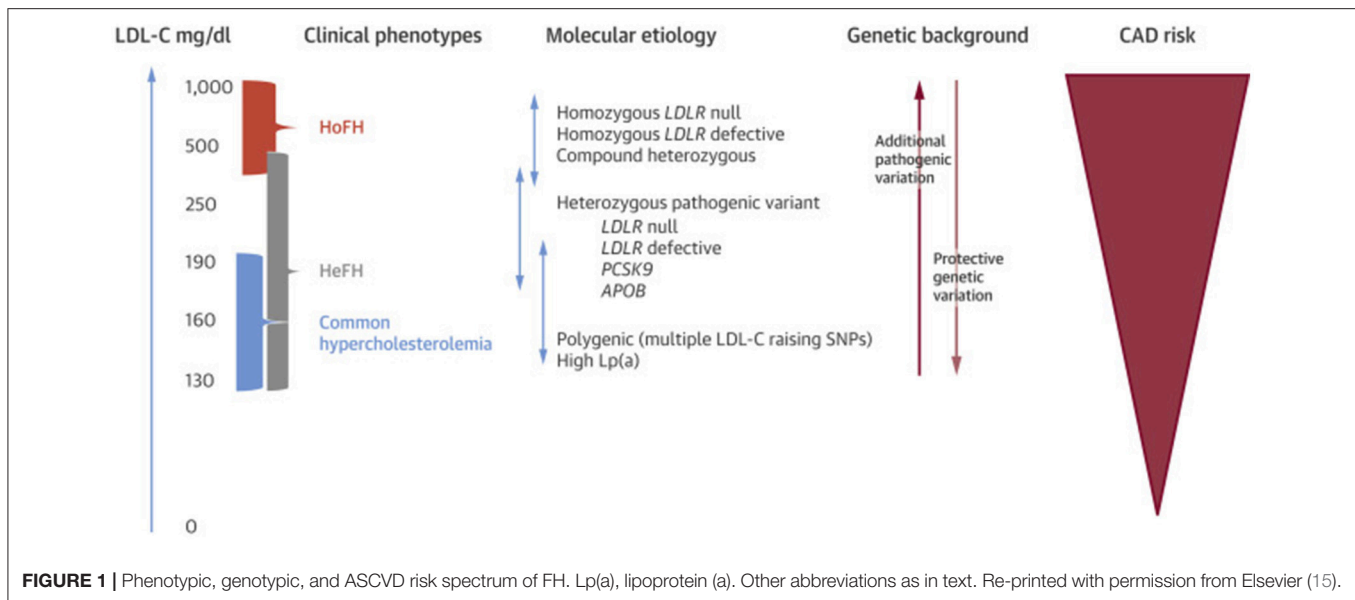 LDL-C mg/dl
Clinical phenotypes
Molecular etiology
Genetic background
CAD risk
1,000
500
250
190
160
130
0
HoFH
HeFH
Common
hypercholesterolemia
Homozygous LDLR null
Homozygous LDLR defective
Compound heterozygous
Heterozygous pathogenic variant
LDLR null
LDLR defective
PCSK9
APOB
Polygenic (multiple LDL-C raising SNPs)
High Lp(a)
Additional
pathogenic
variation
Protective
genetic
variation
FIGURE 1 | Phenotypic, genotypic, and ASCVD risk spectrum of FH. Lp(a), lipoprotein (a). Other abbreviations as in text. Re-printed with permission from Elsevier (15).